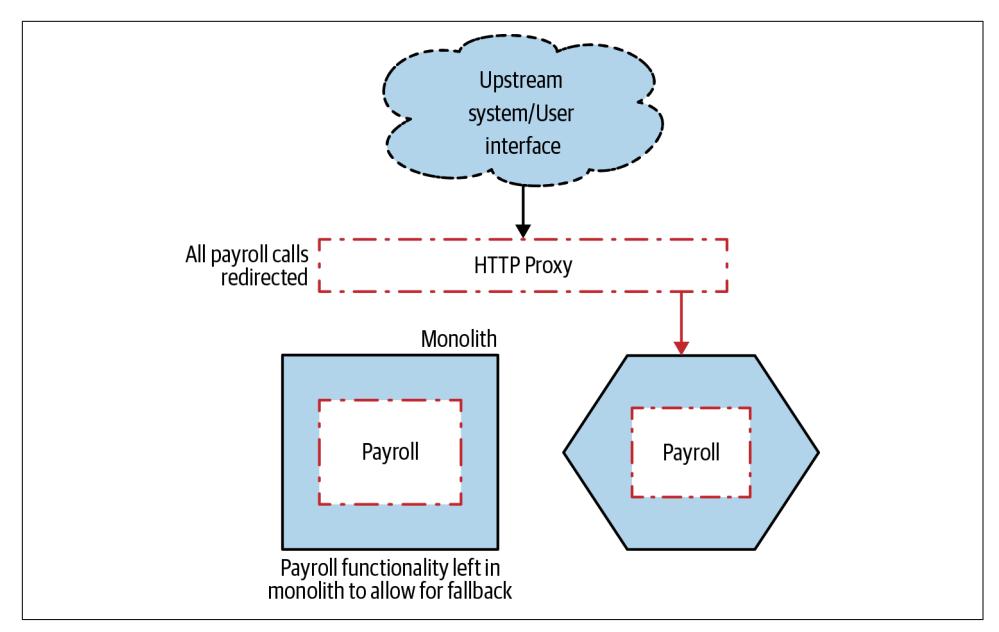 Upstream
system/User
interface
All payroll calls
redirected
HTTP Proxy
Monolith
Payroll
Payroll
Payroll functionality left in
monolith to allow for fallback